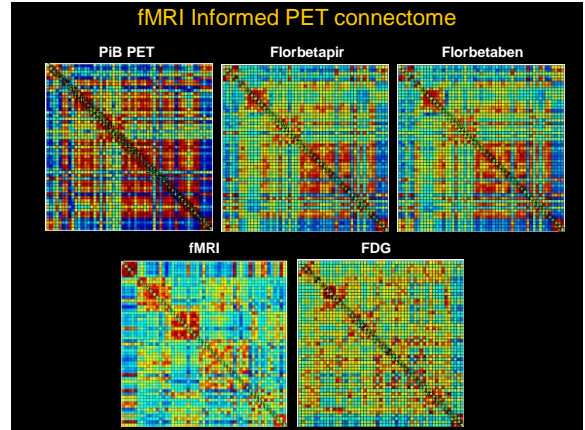 fMRI Informed PET connectome
PiB PET
Florbetapir
Florbetaben
fMRI
FDG